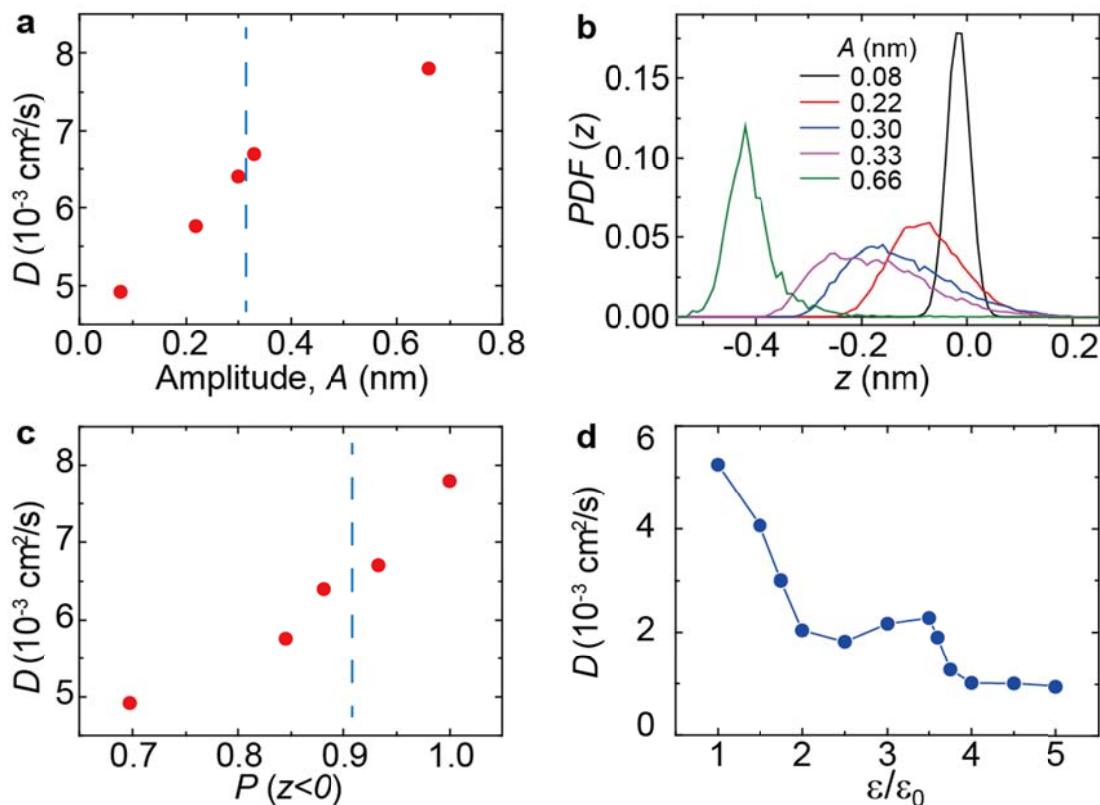 a
D (10⁻³ cm²/s)
8
7
6
5
0.0 0.2 0.4 0.6 0.8
Amplitude, A (nm)
b
PDF (z)
0.15
0.10
0.05
0.00
A (nm)
0.08
0.22
0.30
0.33
0.66
-0.4 -0.2 0.0 0.2
z (nm)
c
D (10⁻³ cm²/s)
8
7
6
5
0.7 0.8 0.9 1.0
P (z<0)
d
D (10⁻³ cm²/s)
6
4
2
0
1 2 3 4 5
ε/ε₀